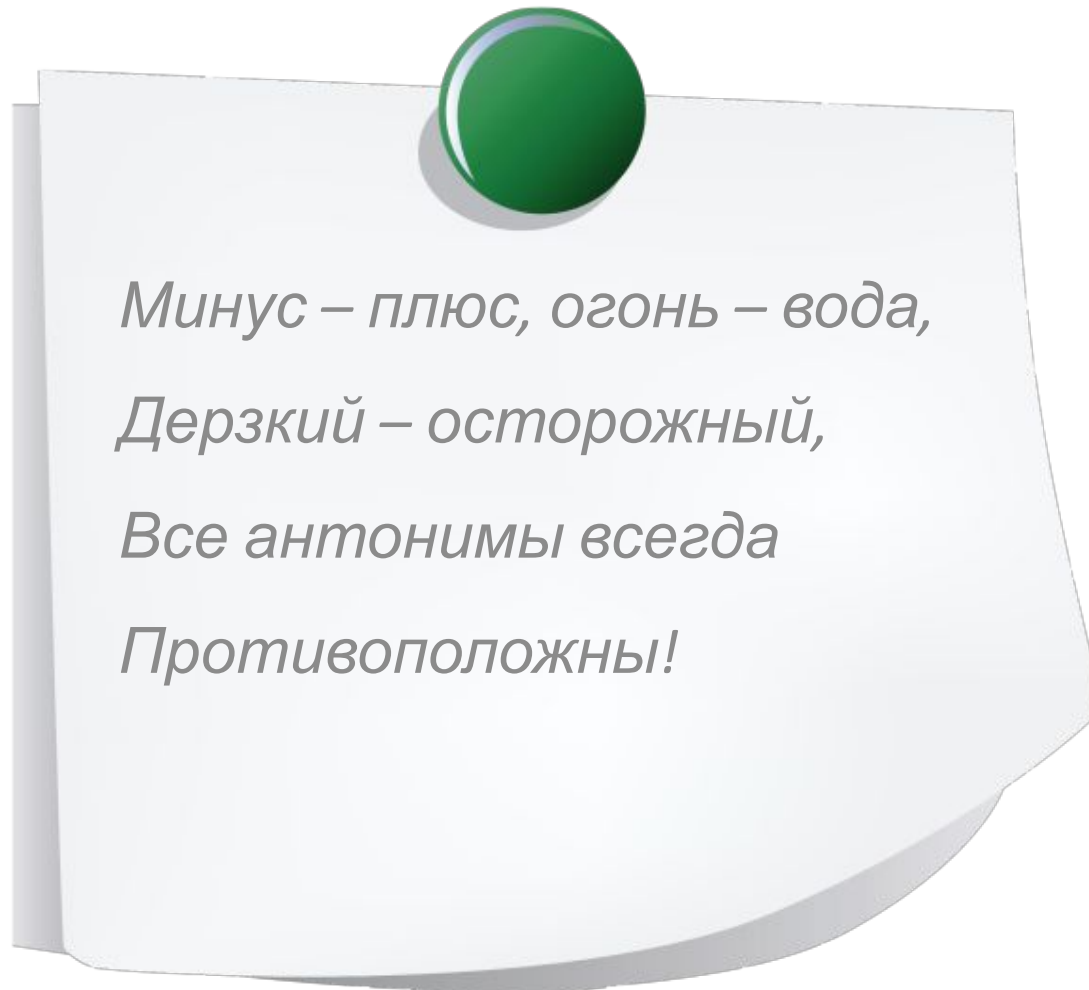 Минус – плюс, огонь – вода,
Дерзкий – осторожный,
Все антонимы всегда
Противоположны!